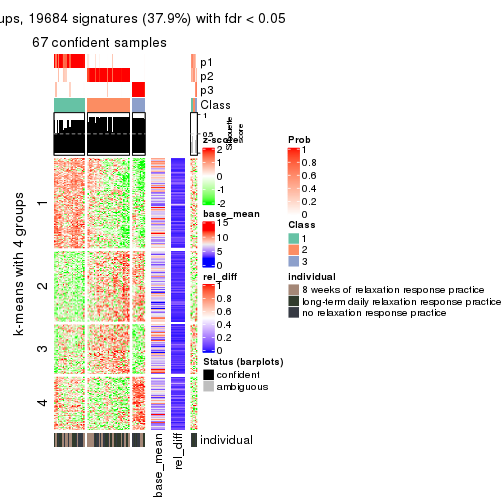 ups, 19684 signatures (37.9%) with fdr < 0.05
67 confident samples
p1
p2
p3
Class
1
0.5
0
Silhouette
score
z-score
2
1
0
-1
-2
base_mean
15
10
5
0
rel_diff
1
0.8
0.6
0.4
0.2
0
Status (barplots)
confident
ambiguous
Prob
1
0.8
0.6
0.4
0.2
0
Class
1
2
3
individual
8 weeks of relaxation response practice
long-term daily relaxation response practice
no relaxation response practice
k-means with 4 groups
1
2
3
4
individual
base_mean
rel_diff